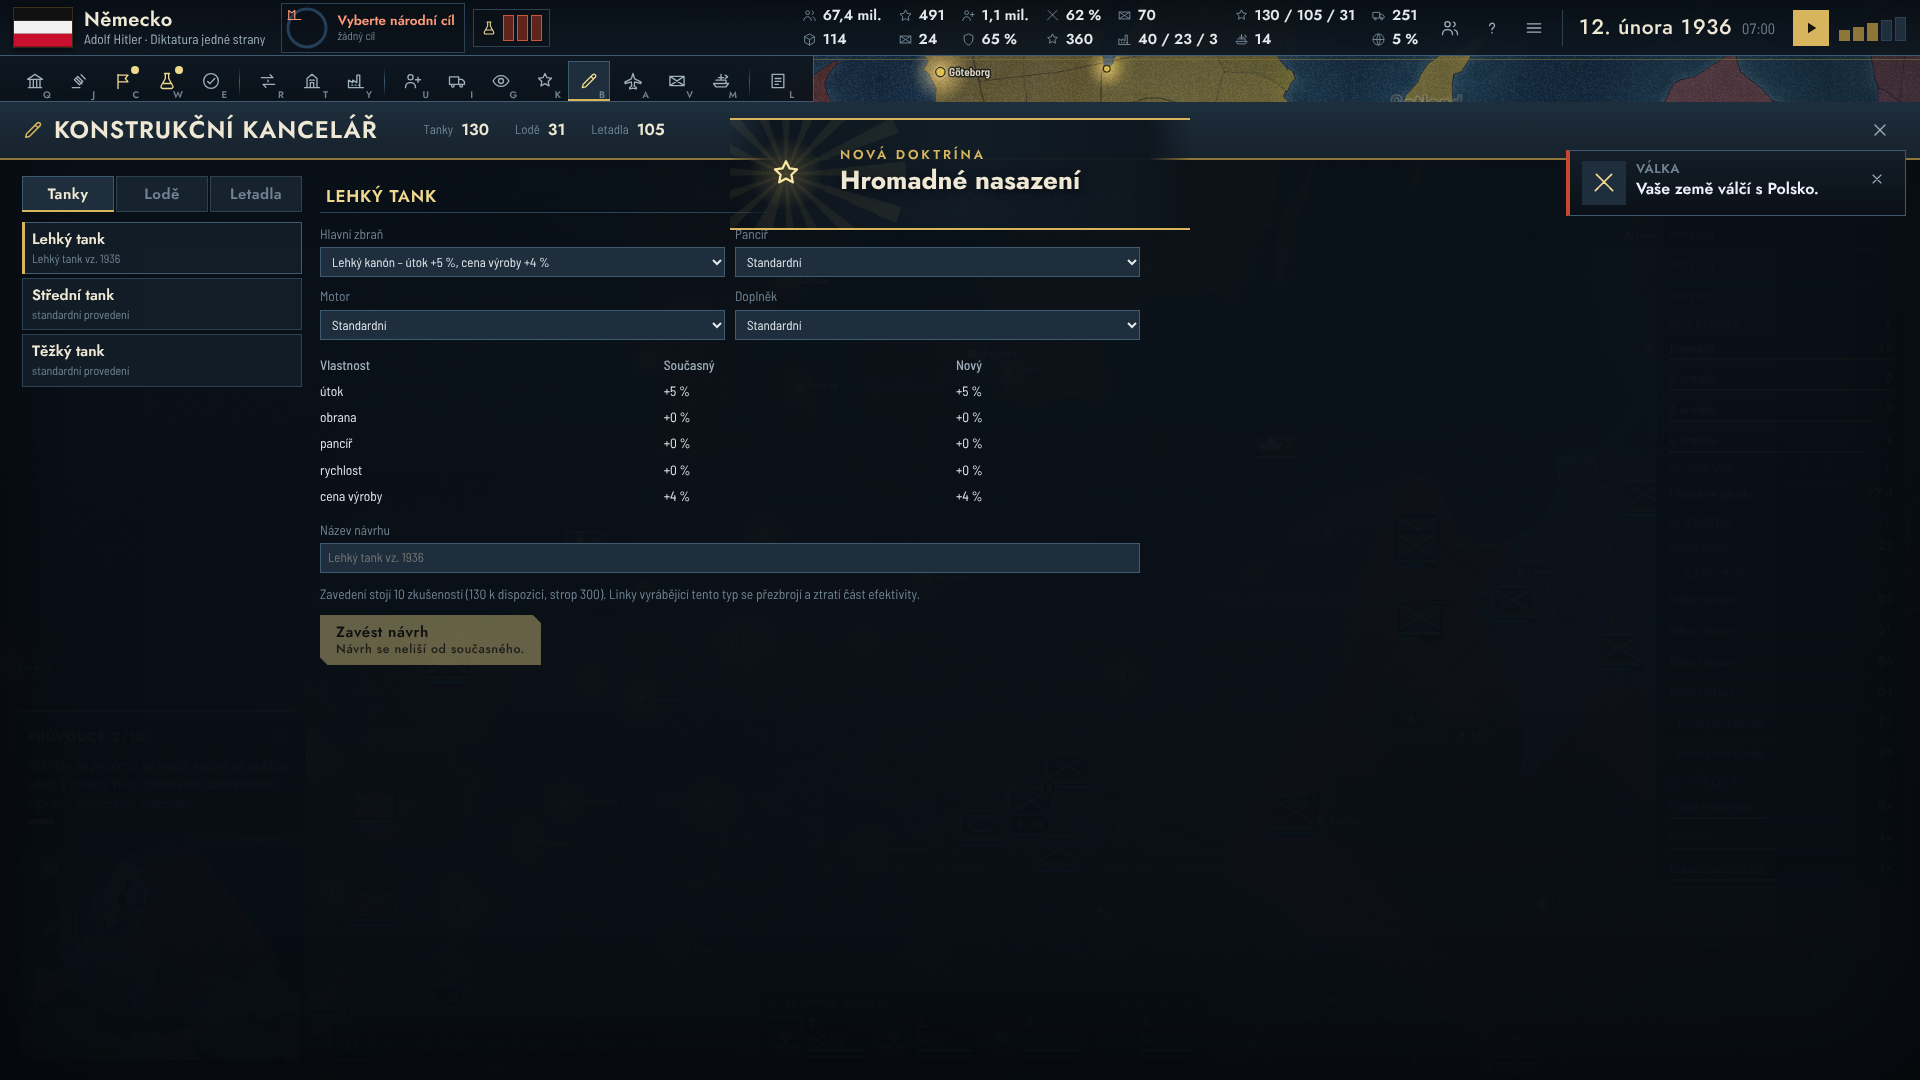 Německo
Adolf Hitler · Diktatura jedné strany
Vyberte národní cíl
žádný cíl
67,4 mil. 491 1,1 mil. 62 % 70 130 / 105 / 31 251
114 24 65 % 360 40 / 23 / 3 14 5 %
?
12. února 1936 07:00
Q J C W E R T Y U I G K B A V M L
Göteborg
KONSTRUKČNÍ KANCELÁŘ
Tanky 130 Lodě 31 Letadla 105
NOVÁ DOKTRÍNA
Hromadné nasazení
VÁLKA
Vaše země válčí s Polsko.
Tanky Lodě Letadla
Lehký tank
Lehký tank vz. 1936
Střední tank
standardní provedení
Těžký tank
standardní provedení
LEHKÝ TANK
Hlavní zbraň Pancíř
Lehký kanón – útok +5 %, cena výroby +4 % Standardní
Motor Doplněk
Standardní Standardní
Vlastnost Současný Nový
útok +5 % +5 %
obrana +0 % +0 %
pancíř +0 % +0 %
rychlost +0 % +0 %
cena výroby +4 % +4 %
Název návrhu
Lehký tank vz. 1936
Zavedení stojí 10 zkušeností (130 k dispozici, strop 300). Linky vyrábějící tento typ se přezbrojí a ztratí část efektivity.
Zavést návrh
Návrh se neliší od současného.
PRŮVODCE 2/10